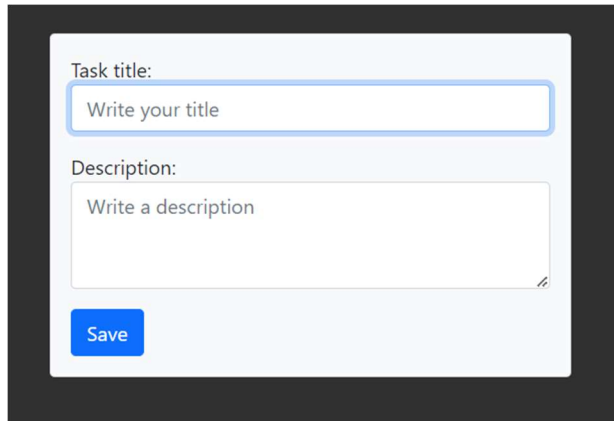 Task title:
Write your title
Description:
Write a description
Save